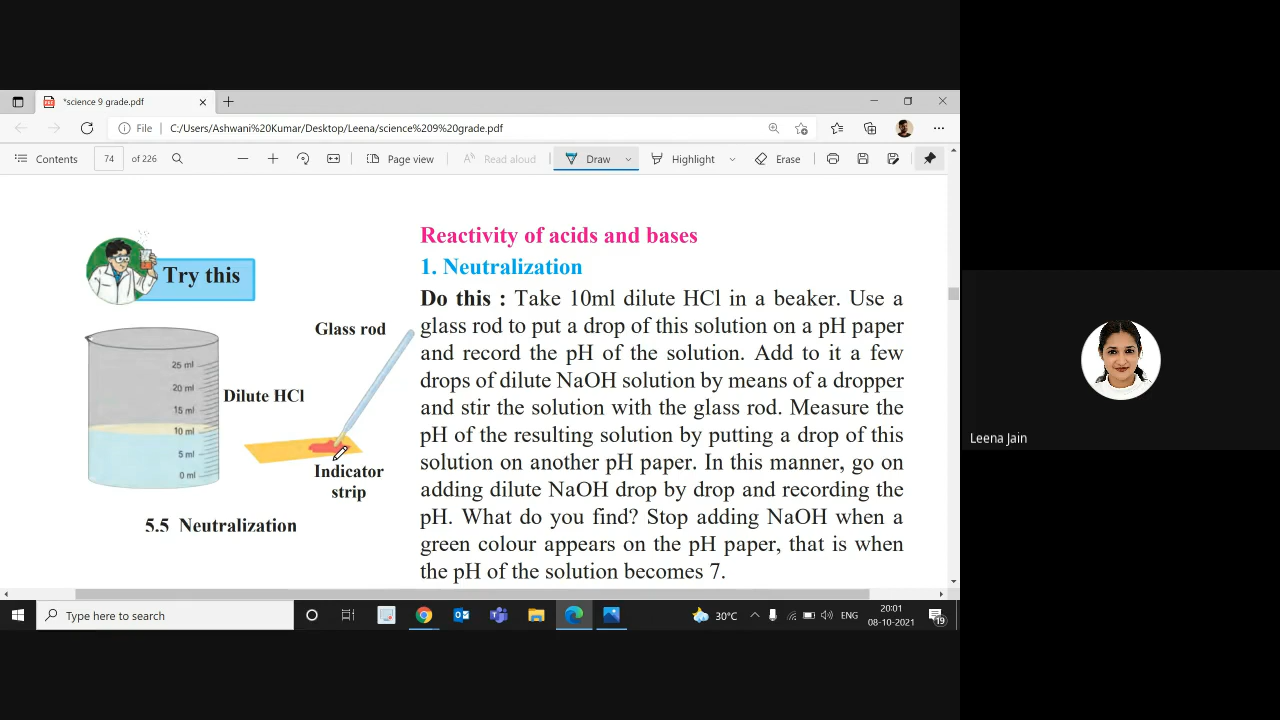 *science 9 grade.pdf
File
C:/Users/Ashwani%20Kumar/Desktop/Leena/science%209%20grade.pdf
Contents
74
of 226
Page view
Read aloud
Draw
Highlight
Erase
Try this
Glass rod
25 ml
20 ml
15 ml
10 ml
5 ml
0 ml
Dilute HCl
Indicator
strip
5.5 Neutralization
Reactivity of acids and bases
1. Neutralization
Do this : Take 10ml dilute HCl in a beaker. Use a
glass rod to put a drop of this solution on a pH paper
and record the pH of the solution. Add to it a few
drops of dilute NaOH solution by means of a dropper
and stir the solution with the glass rod. Measure the
pH of the resulting solution by putting a drop of this
solution on another pH paper. In this manner, go on
adding dilute NaOH drop by drop and recording the
pH. What do you find? Stop adding NaOH when a
green colour appears on the pH paper, that is when
the pH of the solution becomes 7.
Leena Jain
Type here to search
30°C
ENG
20:01
08-10-2021
19